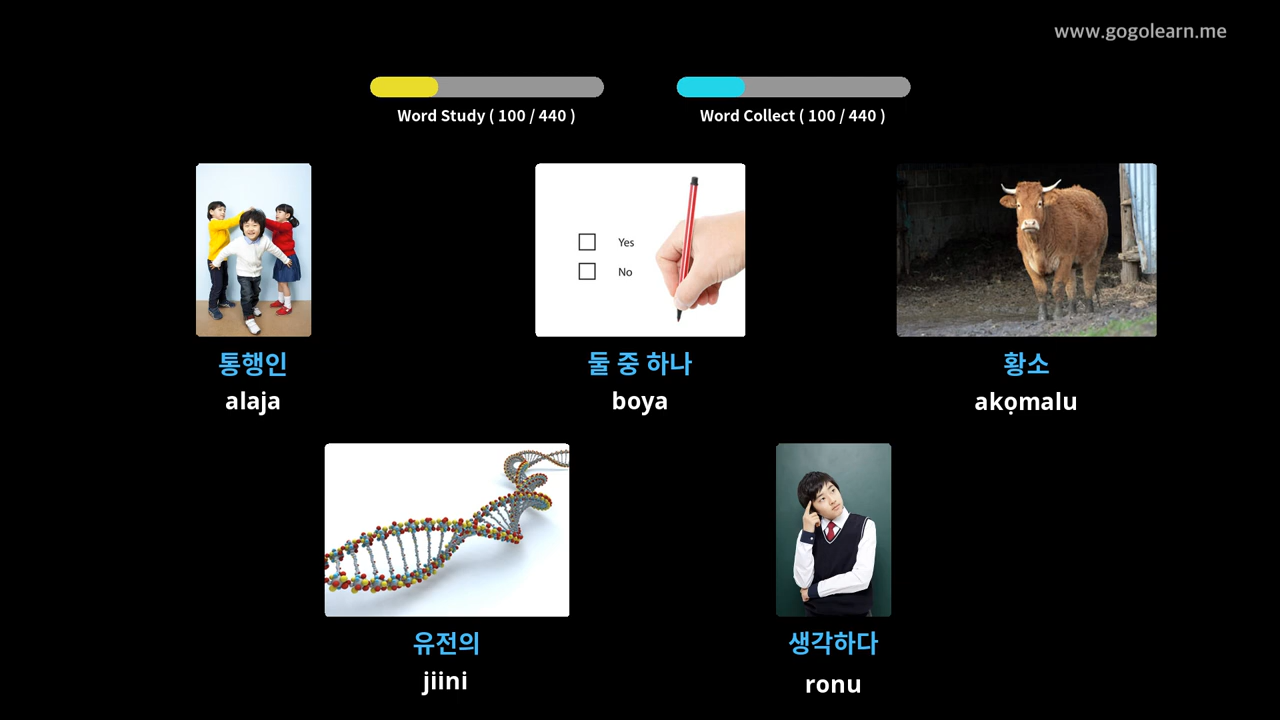 www.gogolearn.me
Word Study ( 100 / 440 )
Word Collect ( 100 / 440 )
Yes
No
통행인
alaja
둘 중 하나
boya
황소
akọmalu
유전의
jiini
생각하다
ronu